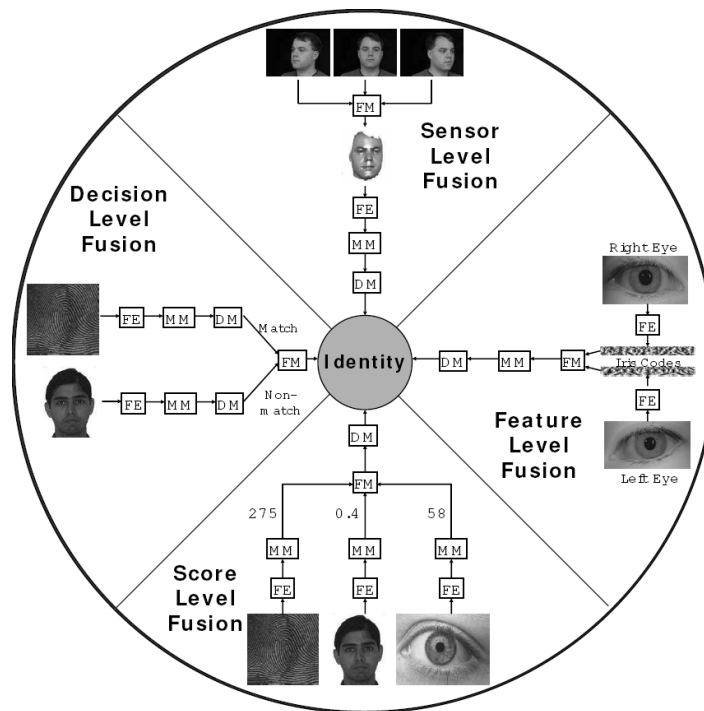 FM
Sensor
Level
Fusion
FE
MM
DM
Decision
Level
Fusion
FE MM DM
Match
FM
FE MM DM
Non-
match
Identity
Right Eye
FE
Iris Codes
DM MM FM
FE
Left Eye
Feature
Level
Fusion
DM
FM
275 0.4 58
MM MM MM
FE FE FE
Score
Level
Fusion